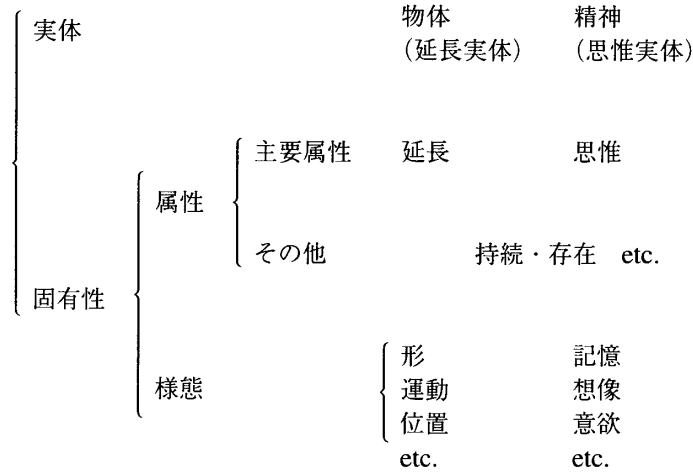 実体 物体 精神
（延長実体） （思惟実体）
主要属性 延長 思惟
属性
その他 持続・存在 etc.
固有性
形 記憶
様態 運動 想像
位置 意欲
etc. etc.